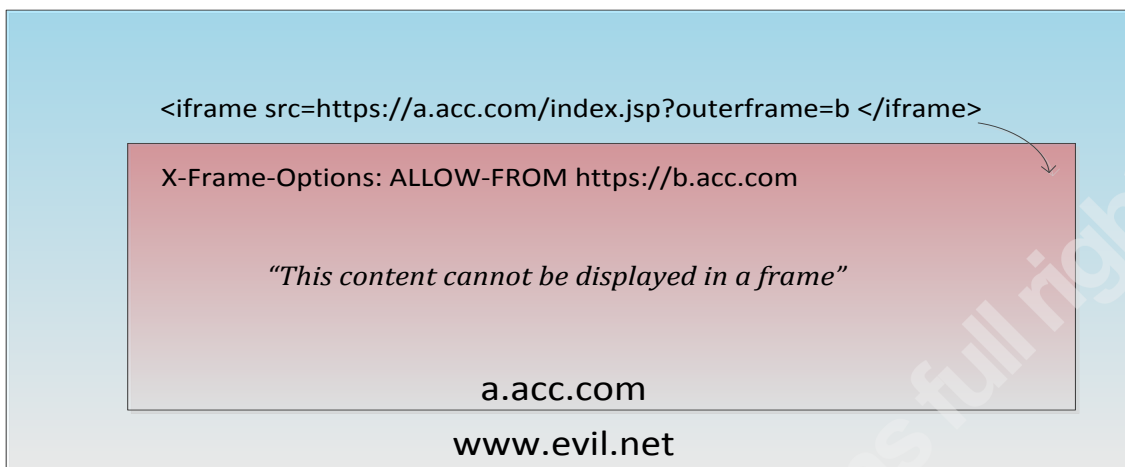 <iframe src=https://a.acc.com/index.jsp?outerframe=b </iframe>
X-Frame-Options: ALLOW-FROM https://b.acc.com
“This content cannot be displayed in a frame”
a.acc.com
www.evil.net